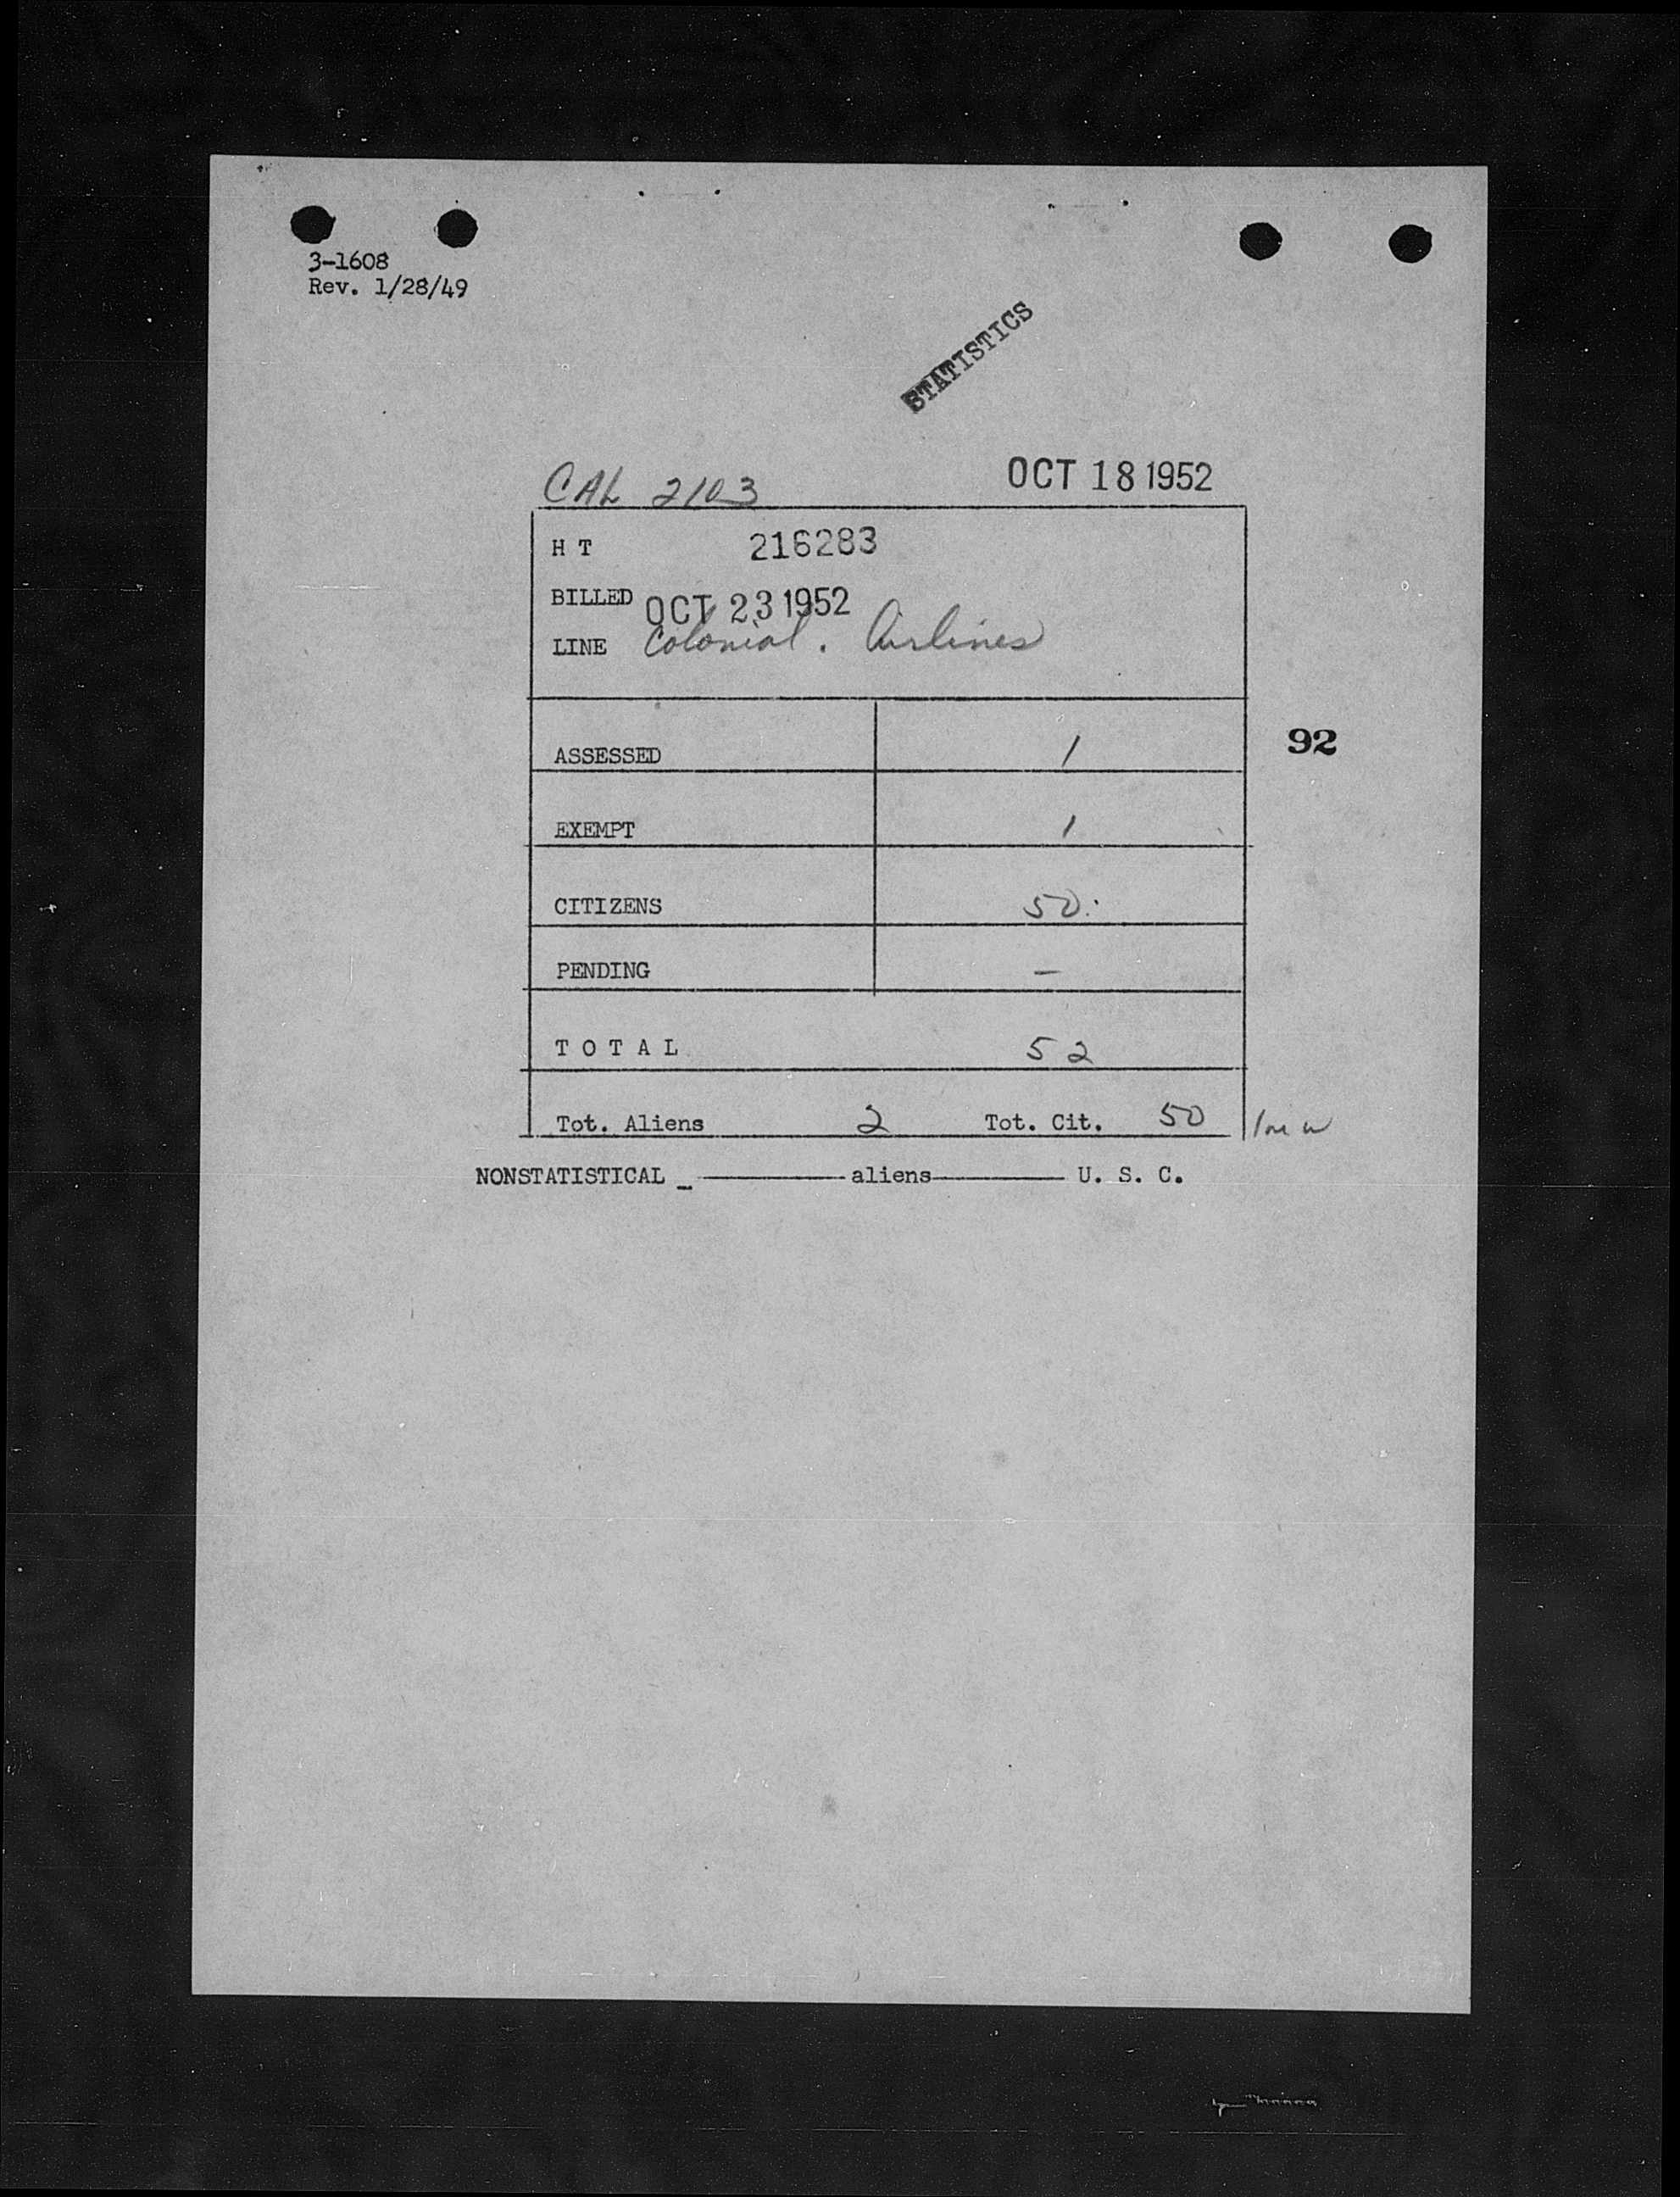 3-1608
Rev. 1/28/49
STATISTICS
CAL 2103 OCT 18 1952
H T 216283
BILLED OCT 23 1952
LINE Colonial. Airlines
ASSESSED 1
92
EXEMPT 1
CITIZENS 50.
PENDING —
T O T A L 52
Tot. Aliens 2 Tot. Cit. 50
NONSTATISTICAL _ ———— aliens ———— U. S. C.